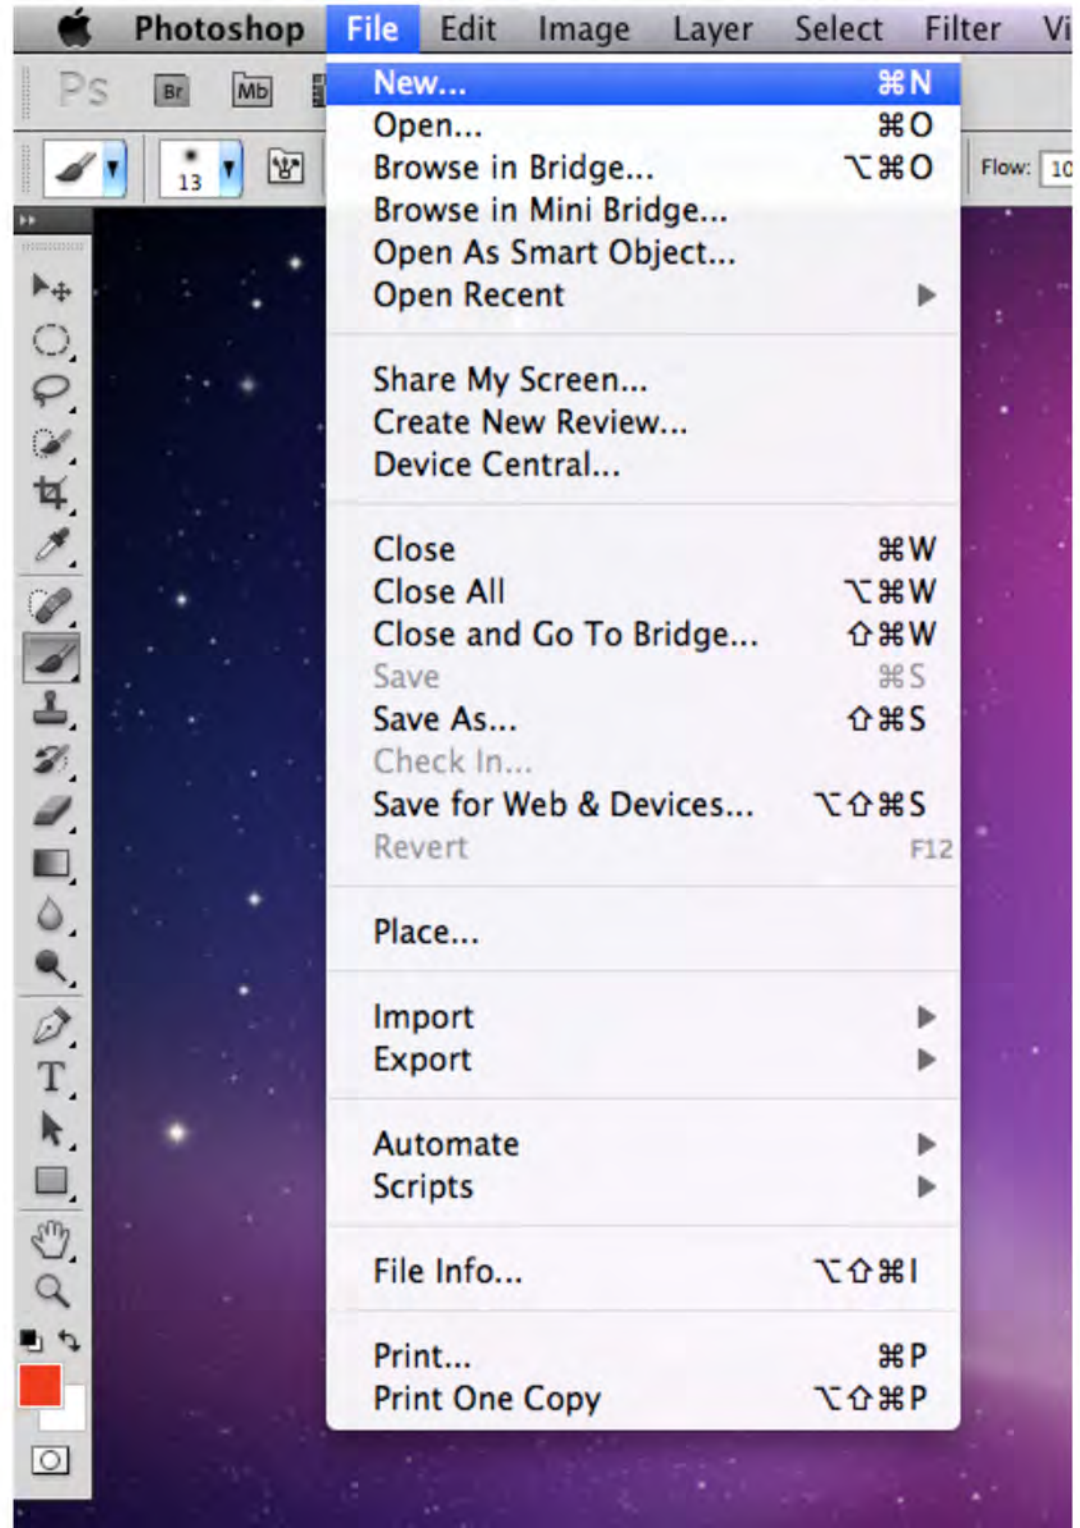 Photoshop File Edit Image Layer Select Filter Vi
Ps Br Mb
13 Flow: 10
New... ⌘N
Open... ⌘O
Browse in Bridge... ⌥⌘O
Browse in Mini Bridge...
Open As Smart Object...
Open Recent
Share My Screen...
Create New Review...
Device Central...
Close ⌘W
Close All ⌥⌘W
Close and Go To Bridge... ⇧⌘W
Save ⌘S
Save As... ⇧⌘S
Check In...
Save for Web & Devices... ⌥⇧⌘S
Revert F12
Place...
Import
Export
Automate
Scripts
File Info... ⌥⇧⌘I
Print... ⌘P
Print One Copy ⌥⇧⌘P